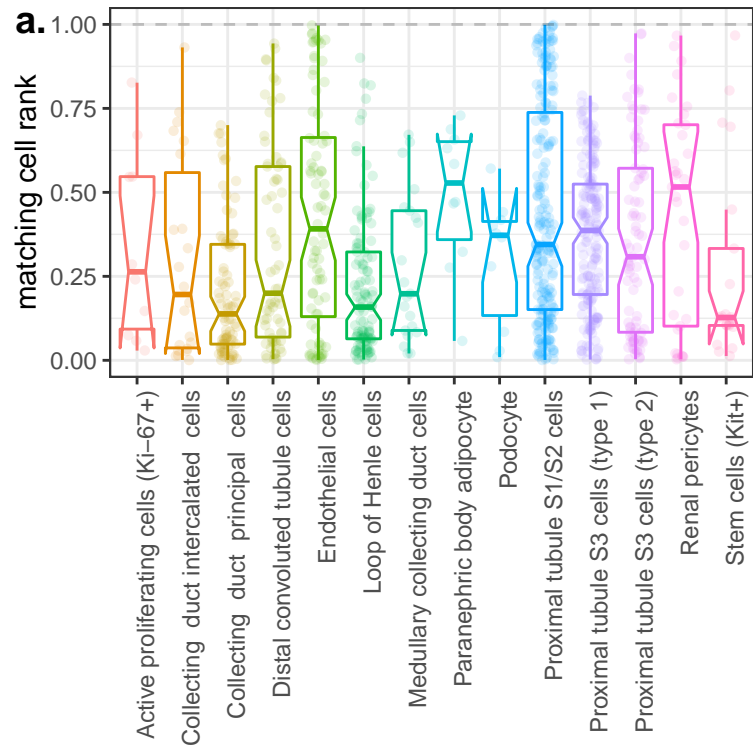 a.
matching cell rank
1.00
0.75
0.50
0.25
0.00
Active proliferating cells (Ki−67+)
Collecting duct intercalated cells
Collecting duct principal cells
Distal convoluted tubule cells
Endothelial cells
Loop of Henle cells
Medullary collecting duct cells
Paranephric body adipocyte
Podocyte
Proximal tubule S1/S2 cells
Proximal tubule S3 cells (type 1)
Proximal tubule S3 cells (type 2)
Renal pericytes
Stem cells (Kit+)